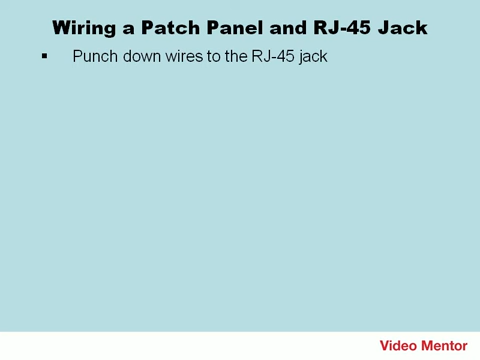 Wiring a Patch Panel and RJ-45 Jack
▪ Punch down wires to the RJ-45 jack
Video Mentor